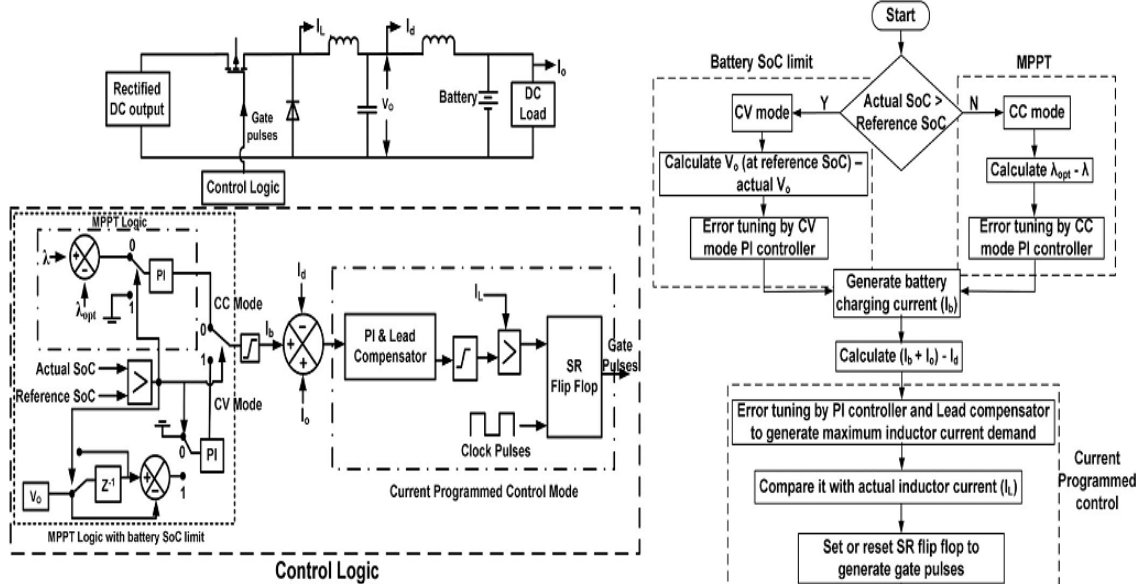 I_L
I_d
I_o
Rectified
DC output
Gate
pulses
V_o
Battery
DC
Load
Control Logic
MPPT Logic
λ
+
-
λ_opt
0
1
PI
CC Mode
0
1
I_b
Actual SoC
Reference SoC
>
CV Mode
0
PI
V_o
Z^-1
+
-
1
MPPT Logic with battery SoC limit
I_d
-
+
+
I_o
PI & Lead
Compensator
I_L
>
SR
Flip Flop
Gate
Pulses
Clock Pulses
Current Programmed Control Mode
Control Logic
Start
Battery SoC limit
MPPT
Actual SoC >
Reference SoC
Y
N
CV mode
CC mode
Calculate V_o (at reference SoC) –
actual V_o
Calculate λ_opt - λ
Error tuning by CV
mode PI controller
Error tuning by CC
mode PI controller
Generate battery
charging current (I_b)
Calculate (I_b + I_o) - I_d
Error tuning by PI controller and Lead compensator
to generate maximum inductor current demand
Compare it with actual inductor current (I_L)
Current
Programmed
control
Set or reset SR flip flop to
generate gate pulses